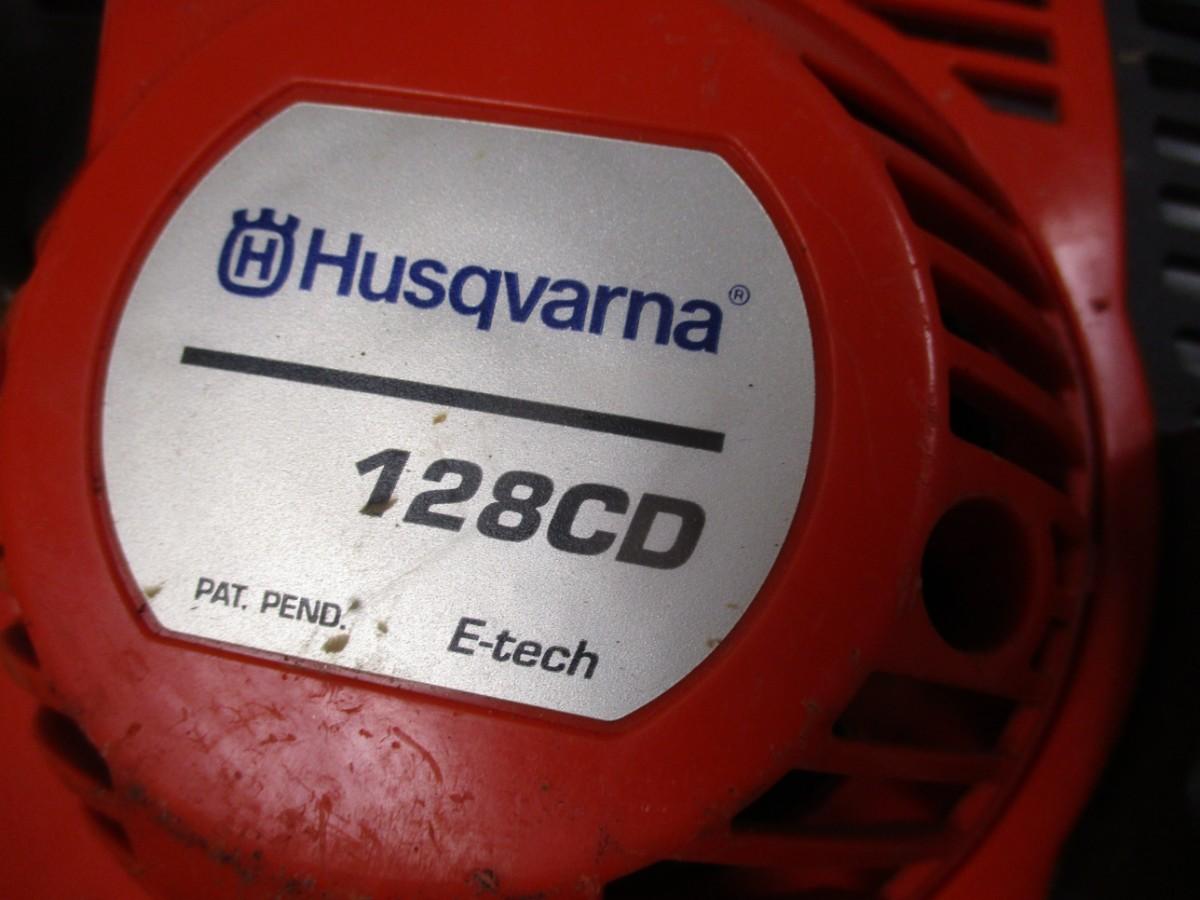 H Husqvarna®
128CD
PAT. PEND. E-tech